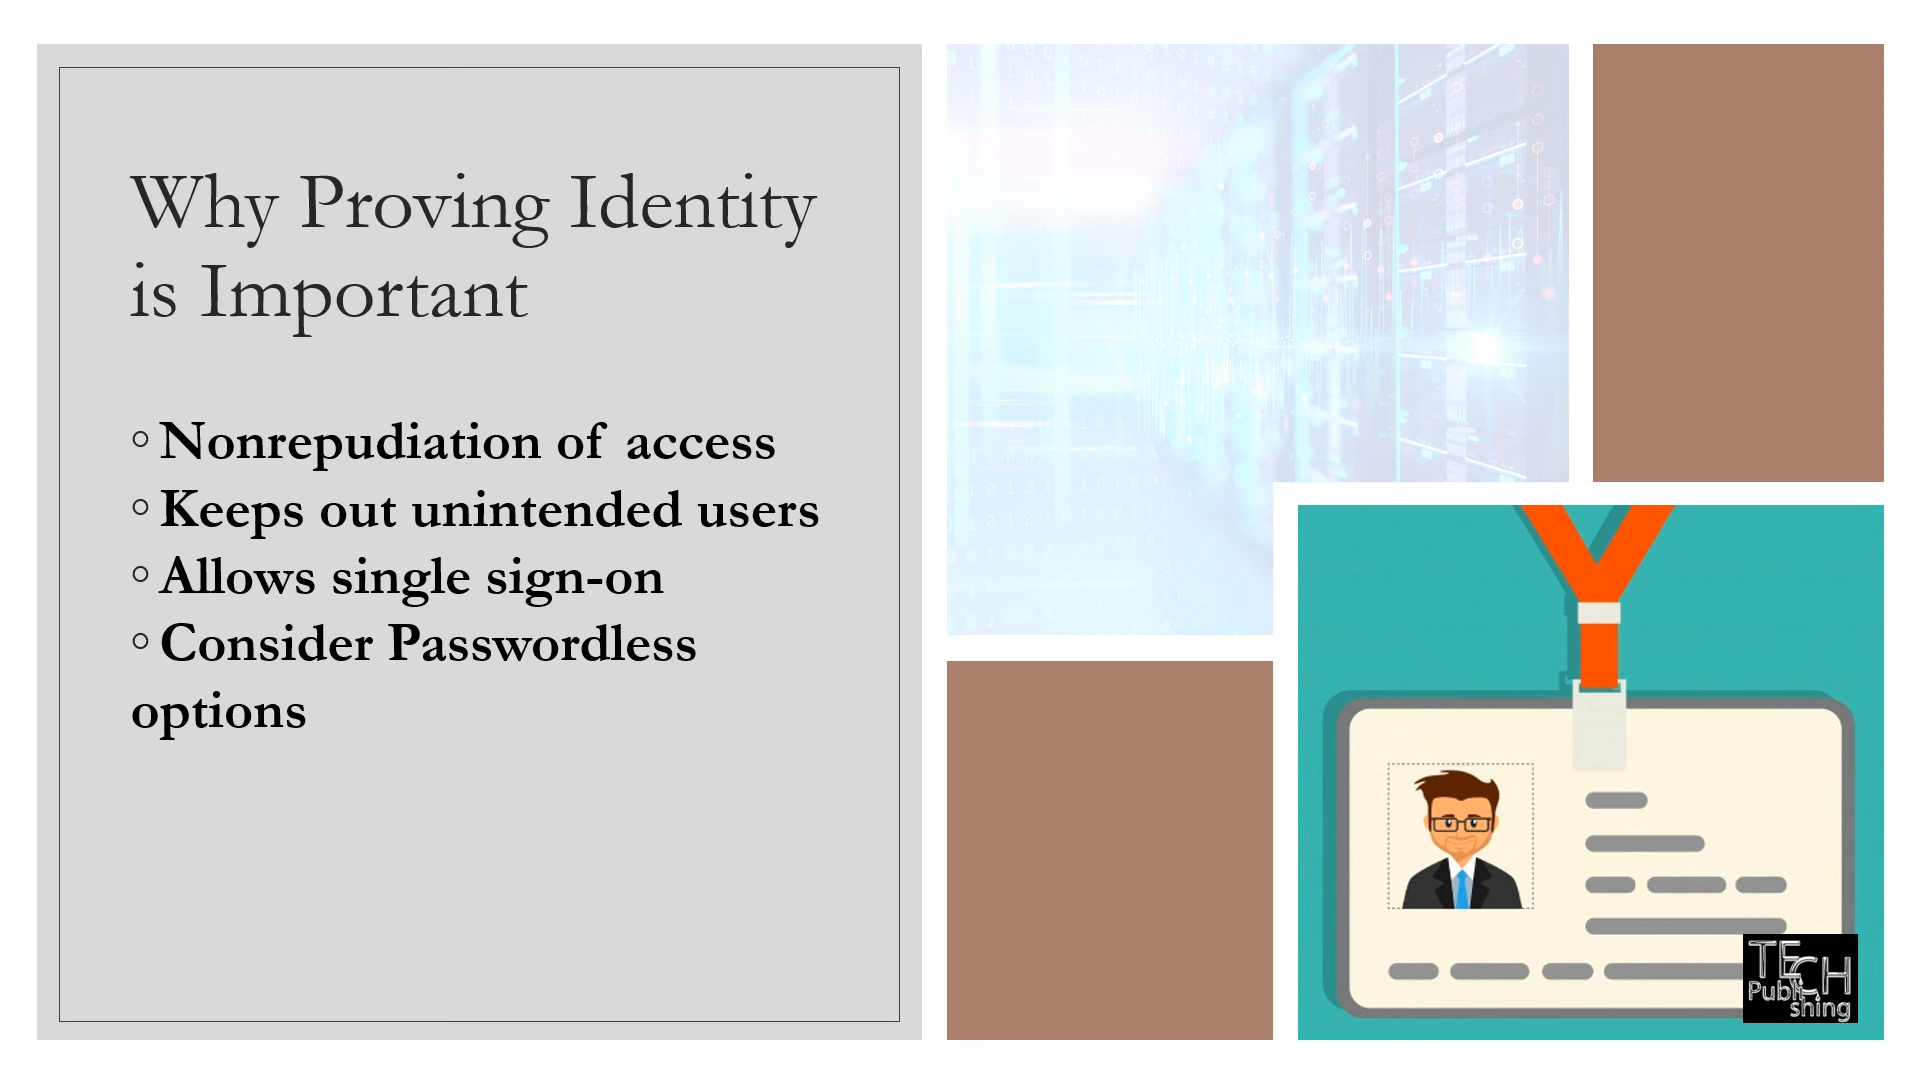 Why Proving Identity
is Important
◦ Nonrepudiation of access
◦ Keeps out unintended users
◦ Allows single sign-on
◦ Consider Passwordless
options
TECH
Publishing